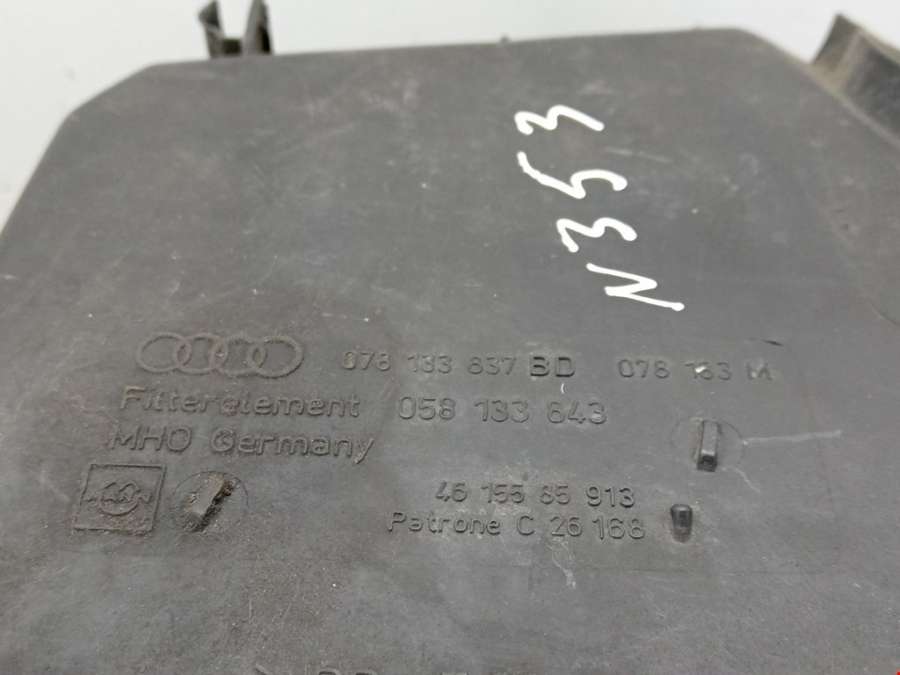 N353
078 133 837 BD 078 133 M
Filterelement 058 133 843
MHO Germany
46 155 85 913
Patrone C 26 168